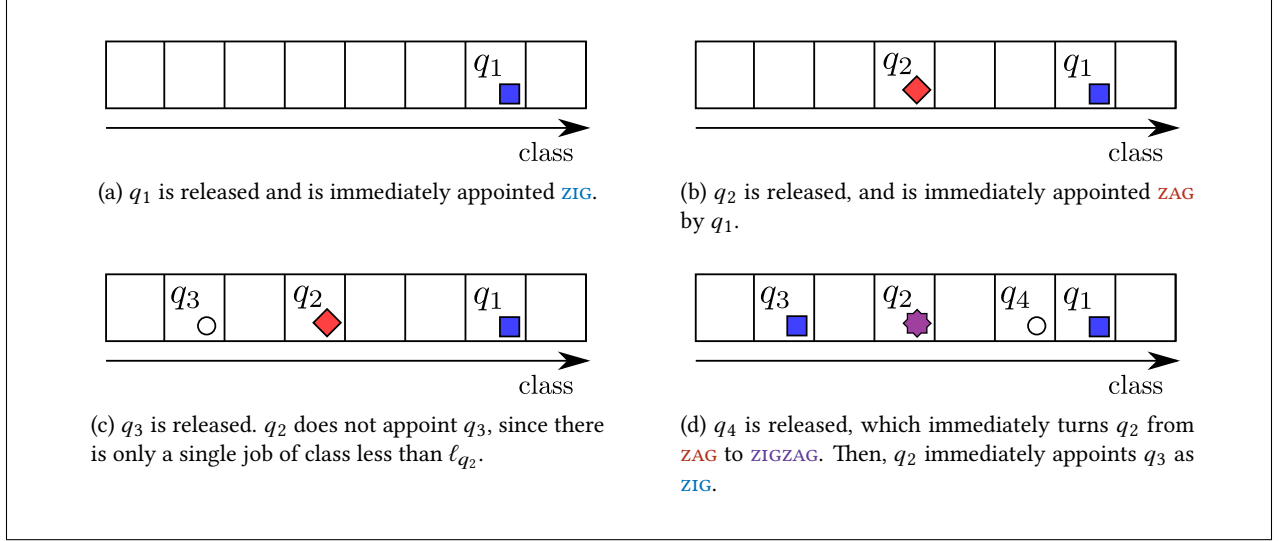 q₁
class
(a) q₁ is released and is immediately appointed ZIG.
q₂ q₁
class
(b) q₂ is released, and is immediately appointed ZAG
by q₁.
q₃ q₂ q₁
class
(c) q₃ is released. q₂ does not appoint q₃, since there
is only a single job of class less than ℓ_q₂.
q₃ q₂ q₄ q₁
class
(d) q₄ is released, which immediately turns q₂ from
ZAG to ZIGZAG. Then, q₂ immediately appoints q₃ as
ZIG.